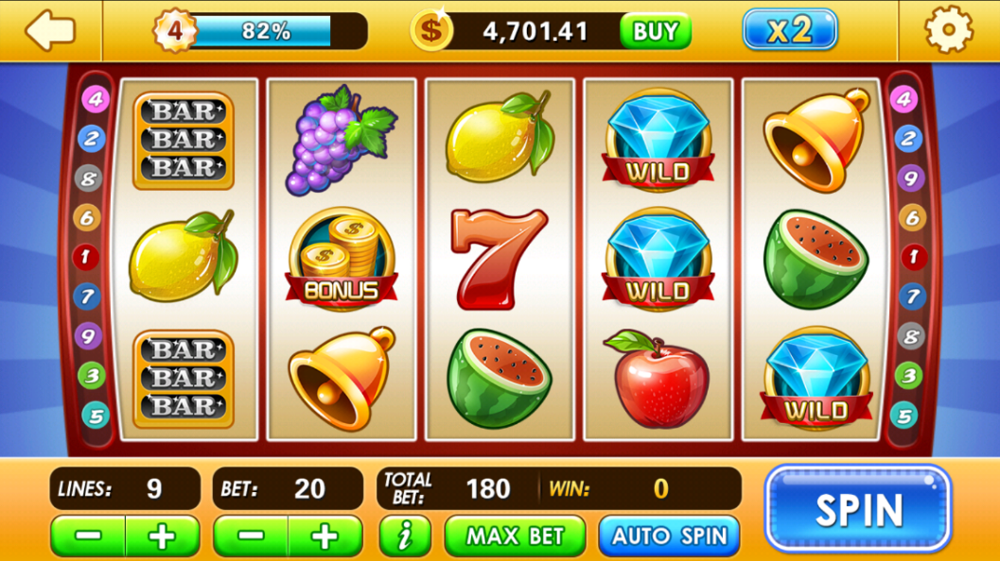 4 82% $ 4,701.41 BUY x2
4 BAR BAR BAR WILD 4
2 2
8 9
6 6
1 BONUS 7 WILD 1
7 7
9 8
3 3
5 BAR BAR BAR WILD 5
LINES: 9 BET: 20 TOTAL BET: 180 WIN: 0
− + − + i MAX BET AUTO SPIN SPIN